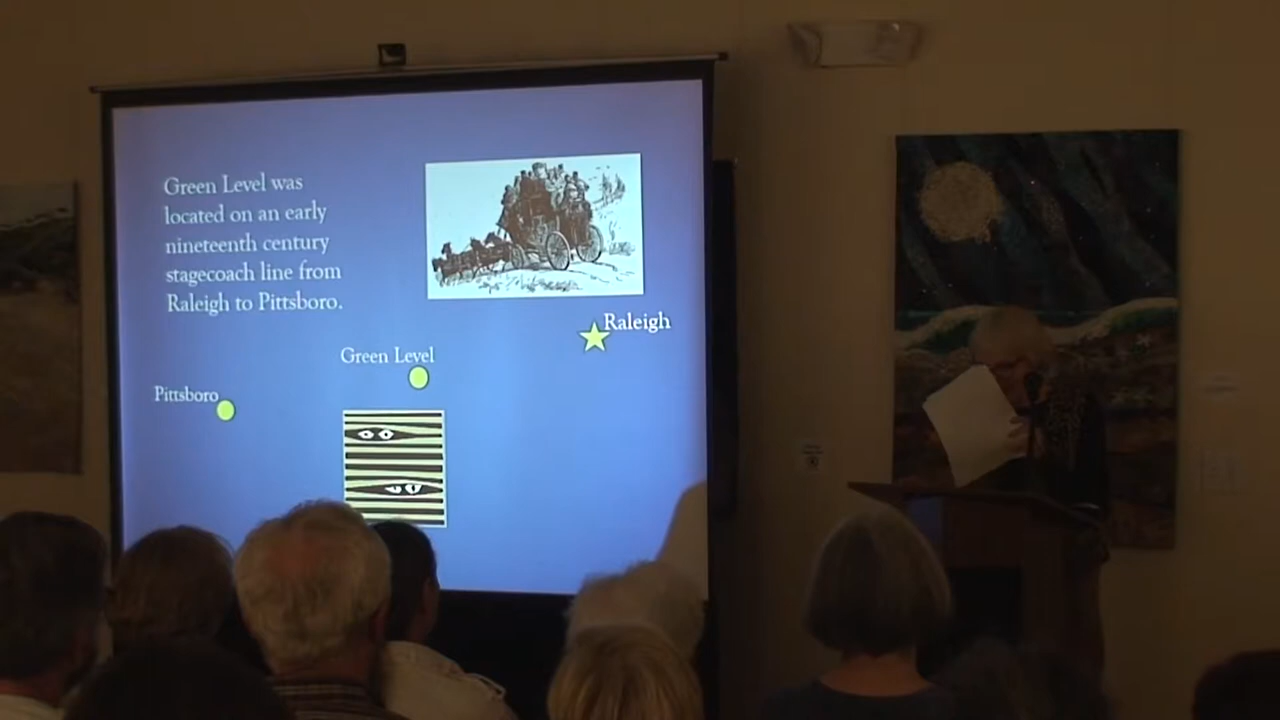 Green Level was
located on an early
nineteenth century
stagecoach line from
Raleigh to Pittsboro.
Raleigh
Green Level
Pittsboro